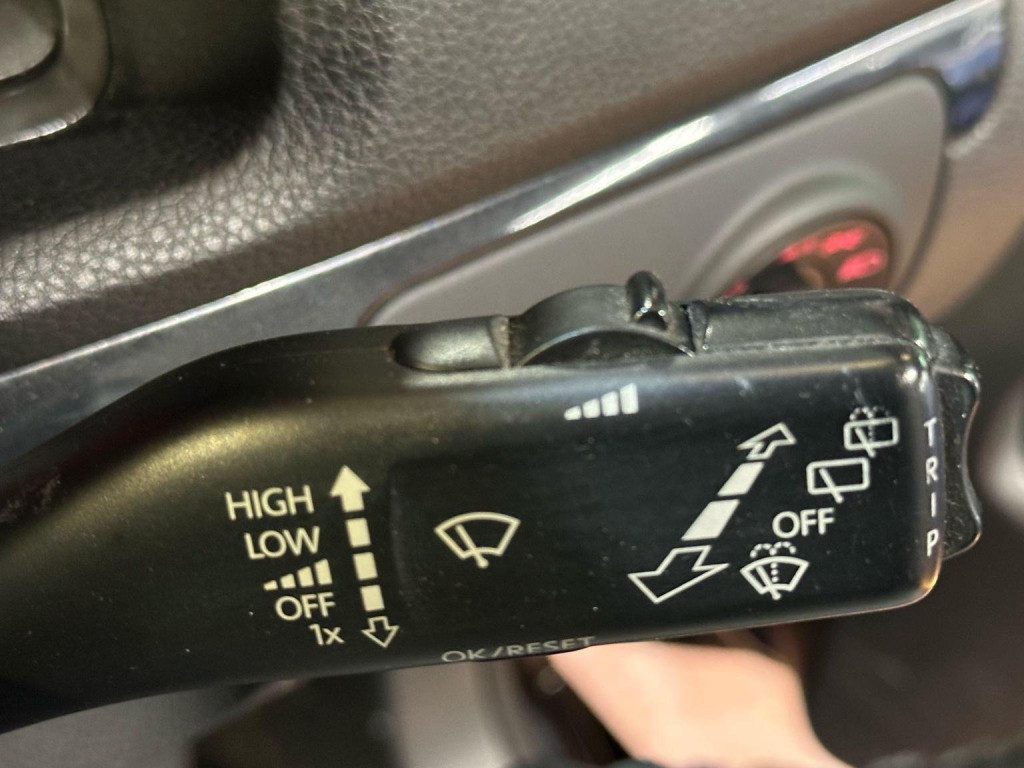 HIGH
LOW
OFF
1x
OFF
TRIP
OK/RESET